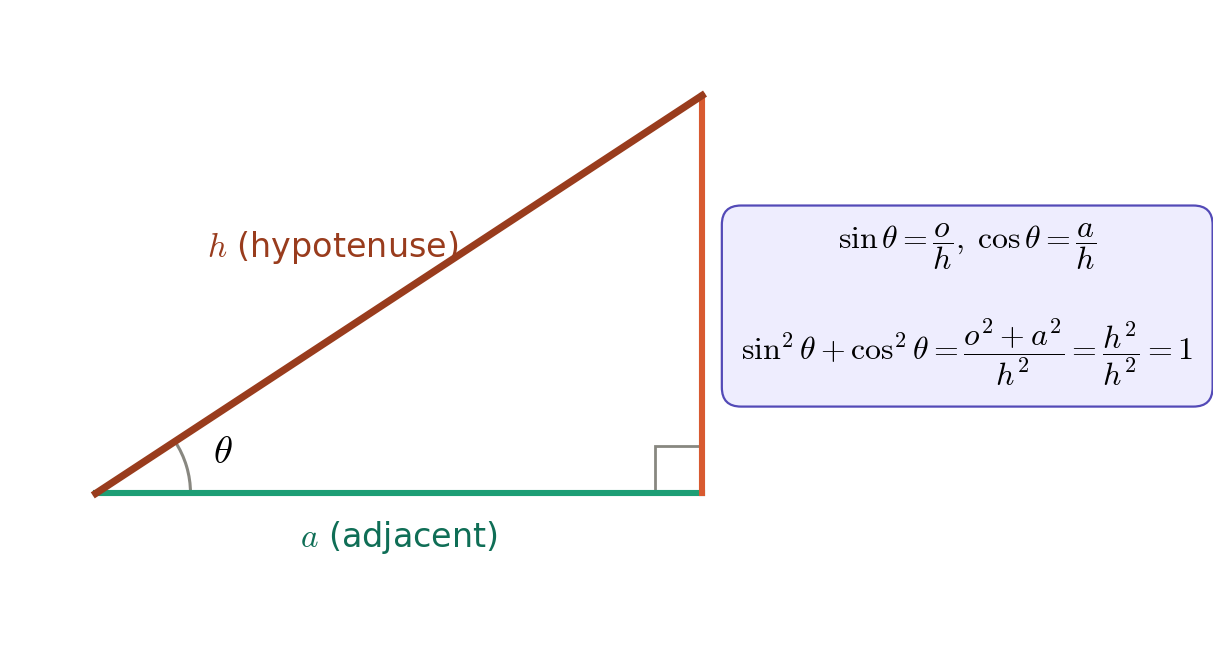 h (hypotenuse)
sin θ = o/h, cos θ = a/h
sin² θ + cos² θ = (o² + a²)/h² = h²/h² = 1
θ
a (adjacent)